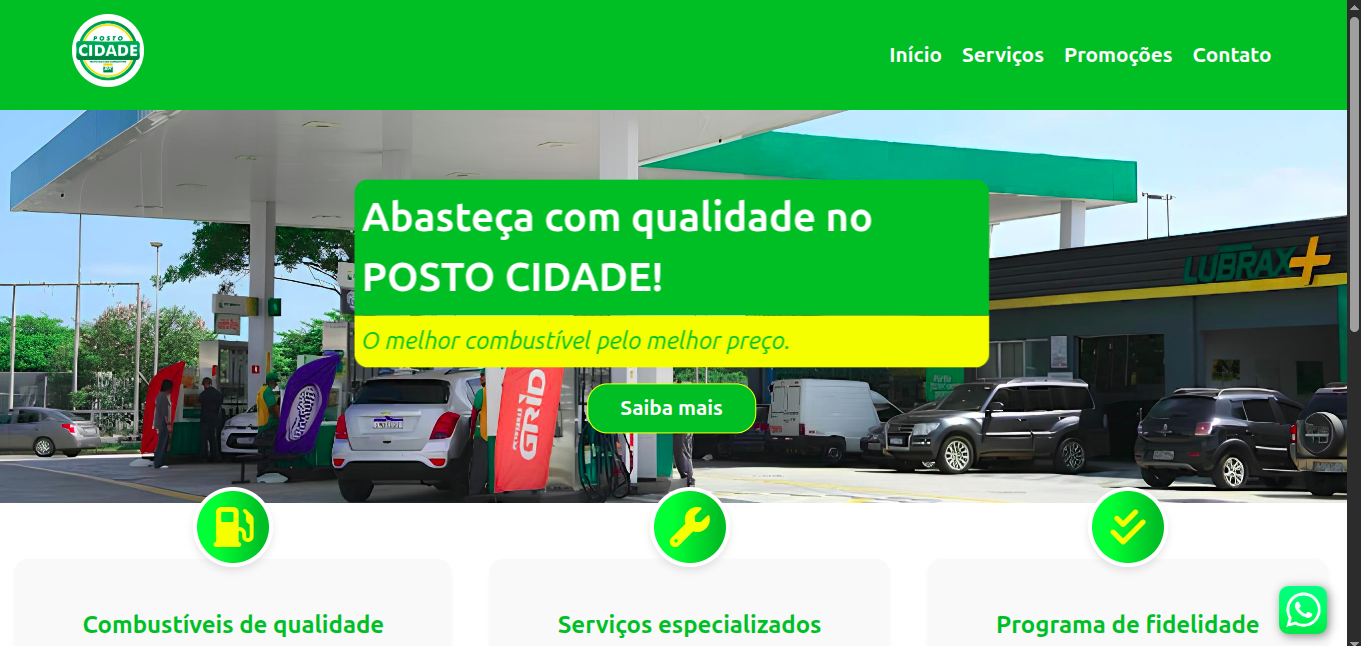 POSTO
CIDADE
Início Serviços Promoções Contato
Abasteça com qualidade no
POSTO CIDADE!
O melhor combustível pelo melhor preço.
Saiba mais
LUBRAX+
GRID
Combustíveis de qualidade
Serviços especializados
Programa de fidelidade